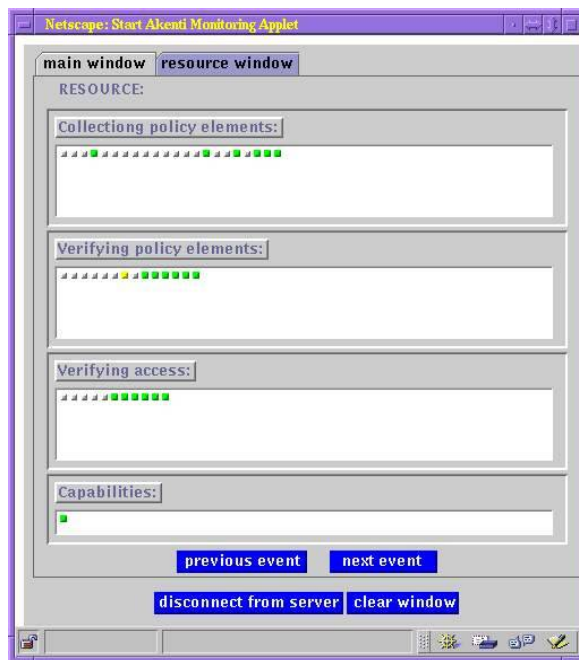 Netscape: Start Akenti Monitoring Applet
main window resource window
RESOURCE:
Collectiong policy elements:
Verifying policy elements:
Verifying access:
Capabilities:
previous event next event
disconnect from server clear window